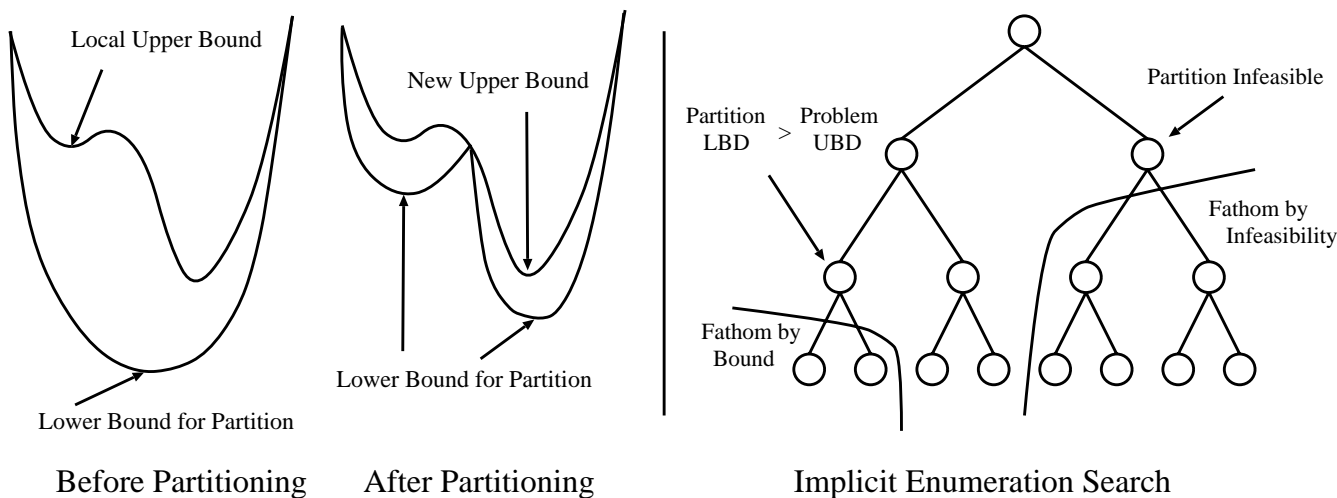 Local Upper Bound
Lower Bound for Partition
Before Partitioning
New Upper Bound
Lower Bound for Partition
After Partitioning
Partition Infeasible
Partition > Problem
LBD UBD
Fathom by
Infeasibility
Fathom by
Bound
Implicit Enumeration Search